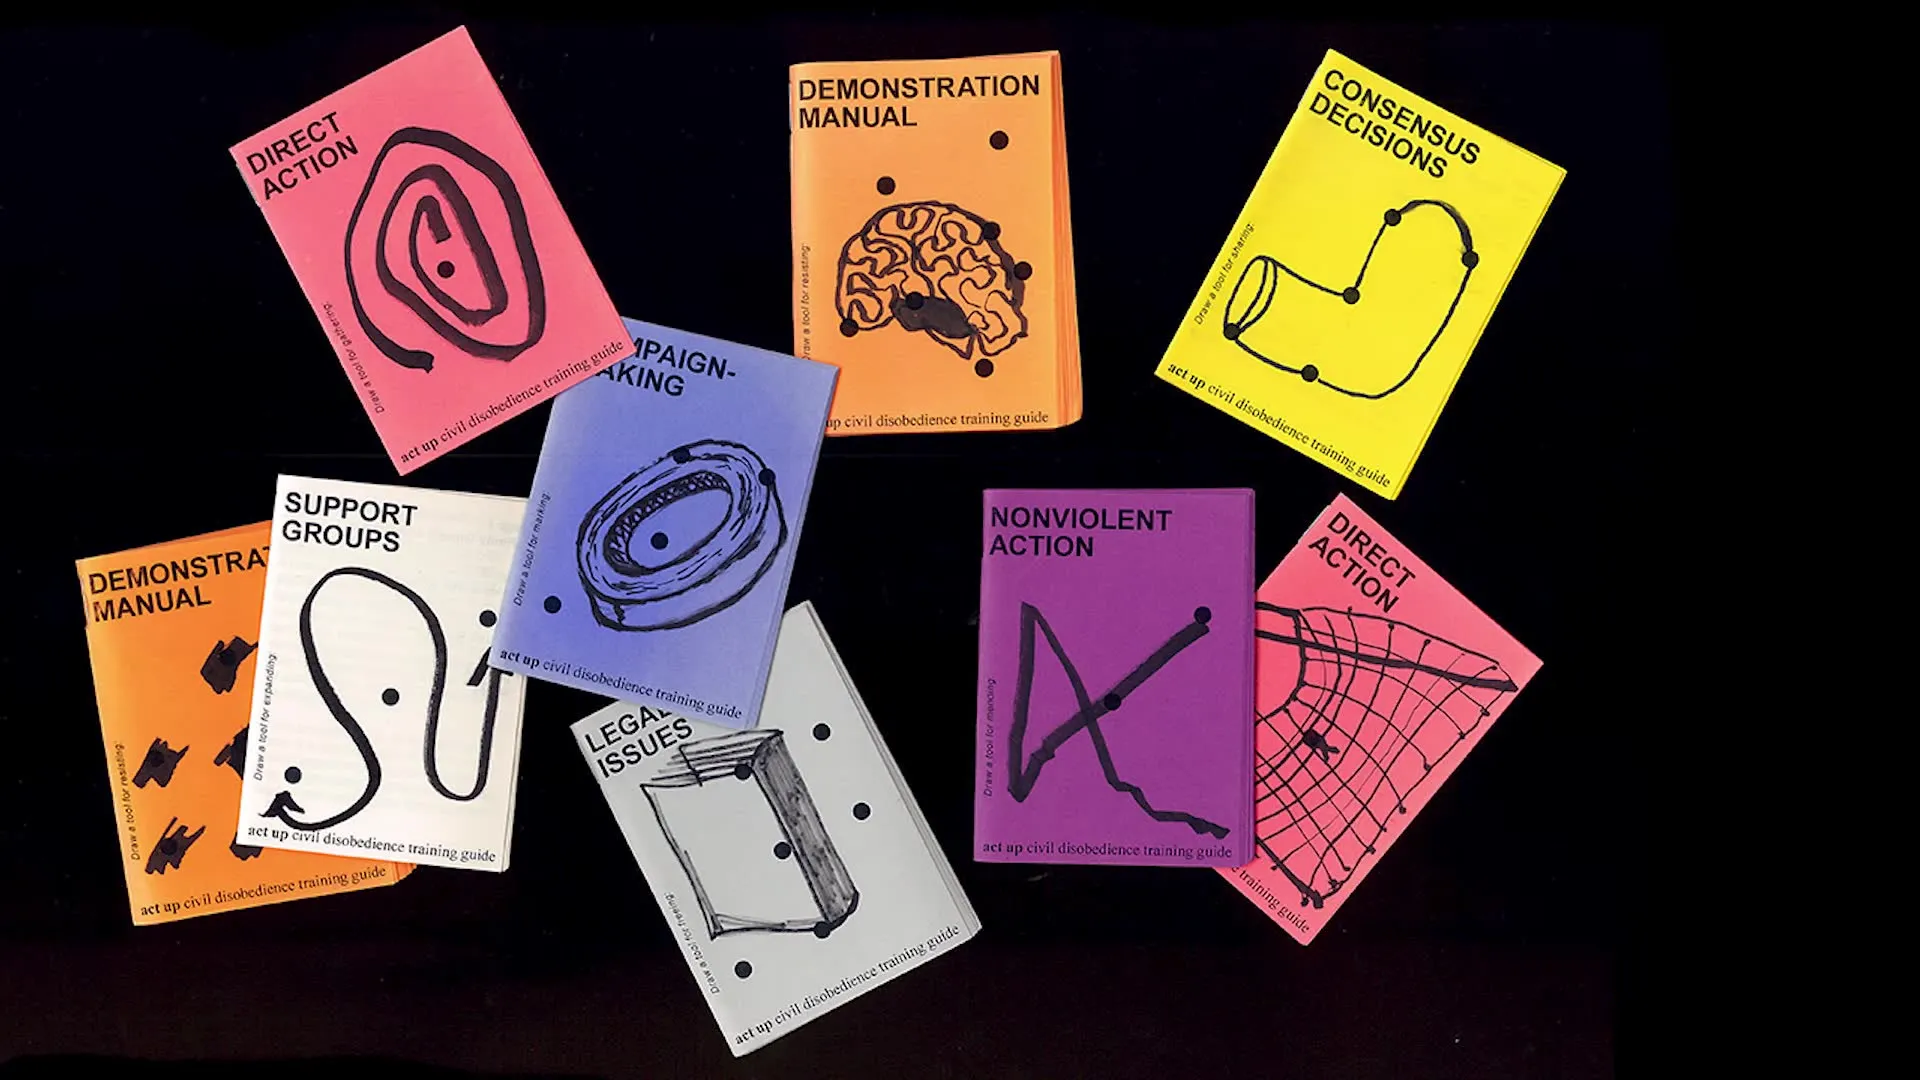 DIRECT
ACTION
Draw a tool for gathering:
act up civil disobedience training guide
DEMONSTRATION
MANUAL
Draw a tool for resisting:
up civil disobedience training guide
CONSENSUS
DECISIONS
Draw a tool for sharing:
act up civil disobedience training guide
MPAIGN-
AKING
Draw a tool for marking:
act up civil disobedience training guide
SUPPORT
GROUPS
Draw a tool for expanding:
act up civil disobedience training guide
DEMONSTRAT
MANUAL
Draw a tool for resisting:
act up civil disobedience training guide
LEGAL
ISSUES
Draw a tool for freeing:
act up civil disobedience training guide
NONVIOLENT
ACTION
Draw a tool for mending:
act up civil disobedience training guide
DIRECT
ACTION
training guide